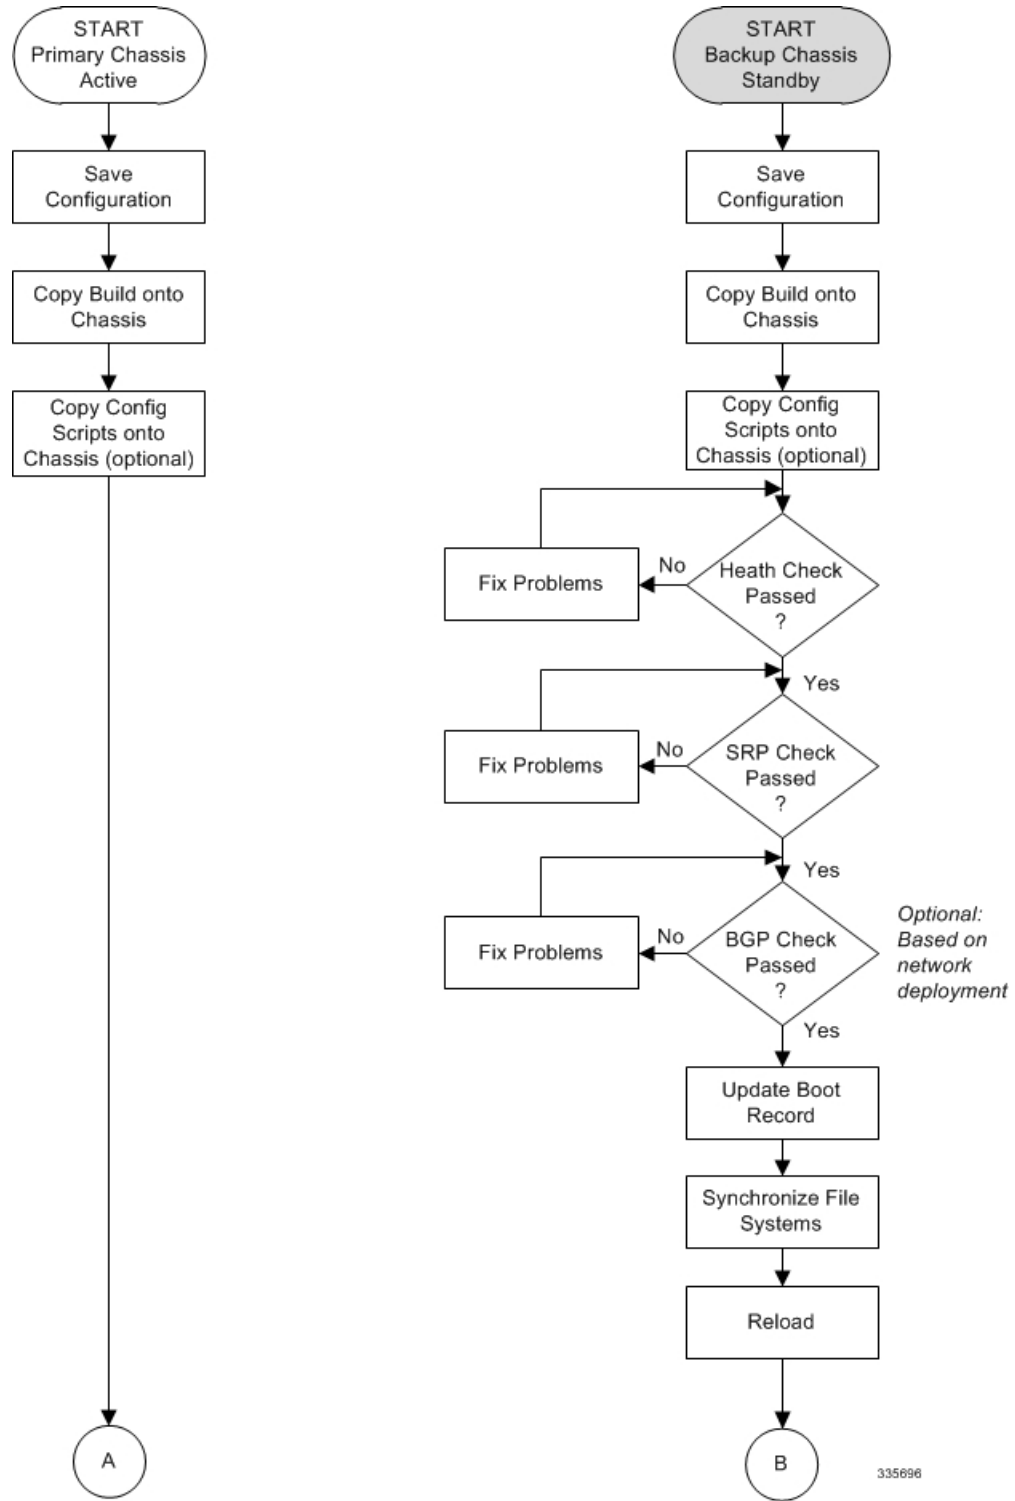 START
Primary Chassis
Active
Save
Configuration
Copy Build onto
Chassis
Copy Config
Scripts onto
Chassis (optional)
A
START
Backup Chassis
Standby
Save
Configuration
Copy Build onto
Chassis
Copy Config
Scripts onto
Chassis (optional)
Heath Check
Passed
?
No
Fix Problems
Yes
SRP Check
Passed
?
No
Fix Problems
Yes
BGP Check
Passed
?
No
Fix Problems
Optional:
Based on
network
deployment
Yes
Update Boot
Record
Synchronize File
Systems
Reload
B
335696